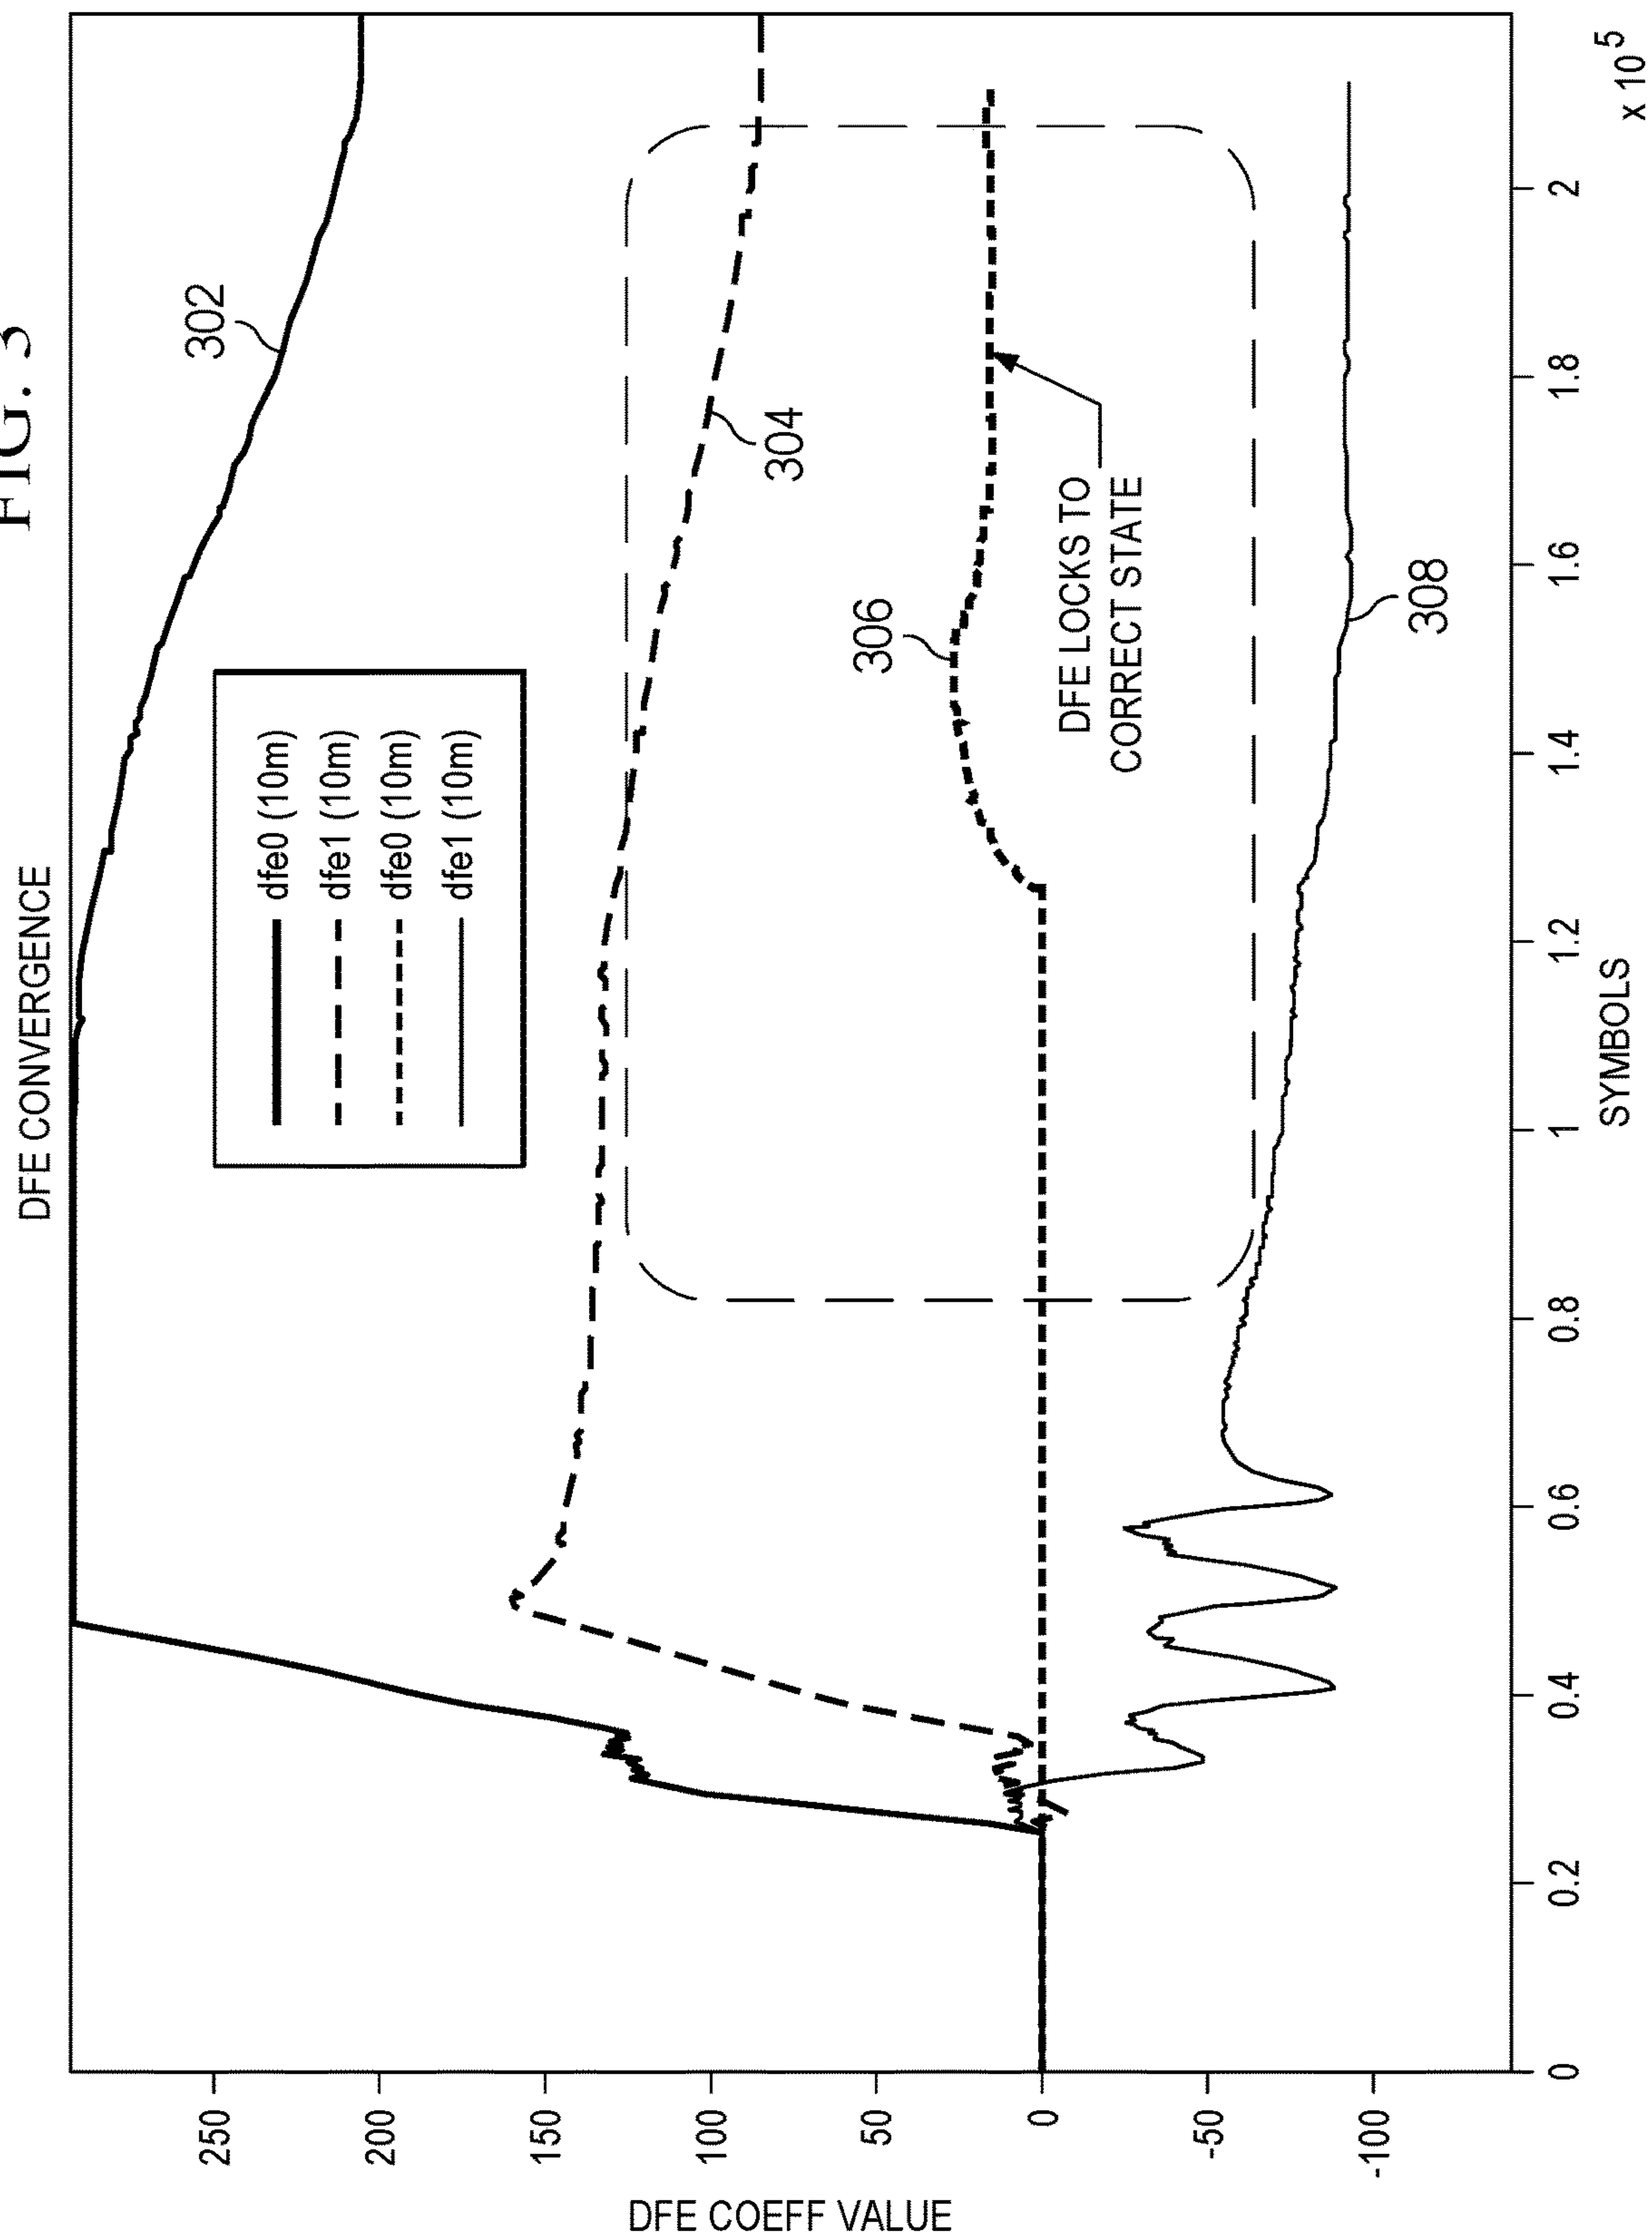 FIG. 3
DFE CONVERGENCE
302
dfe0 (10m)
dfe1 (10m)
dfe0 (10m)
dfe1 (10m)
304
306
DFE LOCKS TO
CORRECT STATE
308
DFE COEFF VALUE
250
200
150
100
50
0
-50
-100
0
0.2
0.4
0.6
0.8
1
1.2
1.4
1.6
1.8
2
x 10^5
SYMBOLS